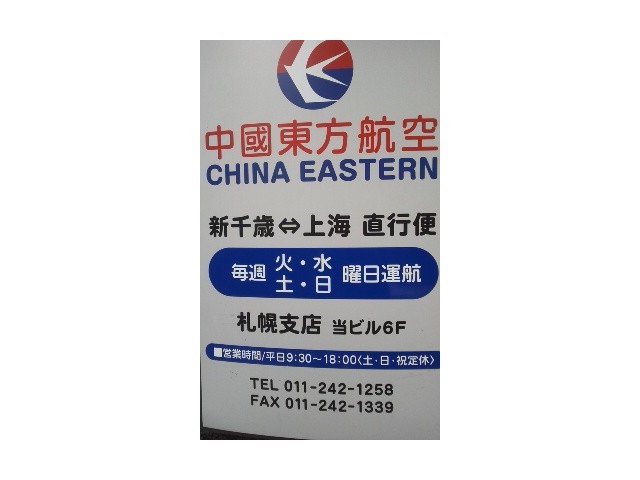 中國東方航空
CHINA EASTERN
新千歳⇔上海 直行便
毎週 火・水 土・日 曜日運航
札幌支店 当ビル6F
■営業時間/平日9:30～18:00〈土・日・祝定休〉
TEL 011-242-1258
FAX 011-242-1339